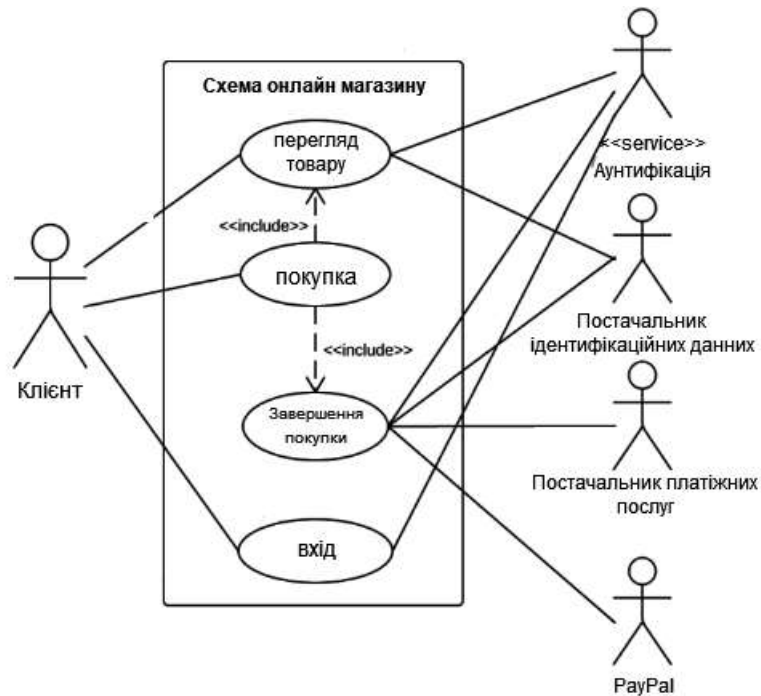 Схема онлайн магазину
перегляд
товару
<<include>>
покупка
<<include>>
Завершення
покупки
вхід
Клієнт
<<service>>
Аунтифікація
Постачальник
ідентифікаційних данних
Постачальник платіжних
послуг
PayPal